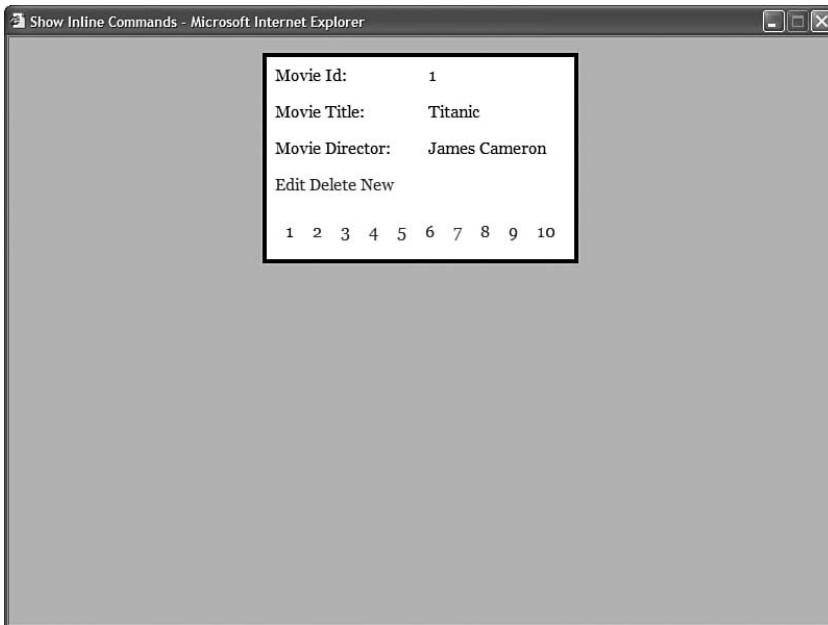 Show Inline Commands - Microsoft Internet Explorer
Movie Id: 1
Movie Title: Titanic
Movie Director: James Cameron
Edit Delete New
1 2 3 4 5 6 7 8 9 10